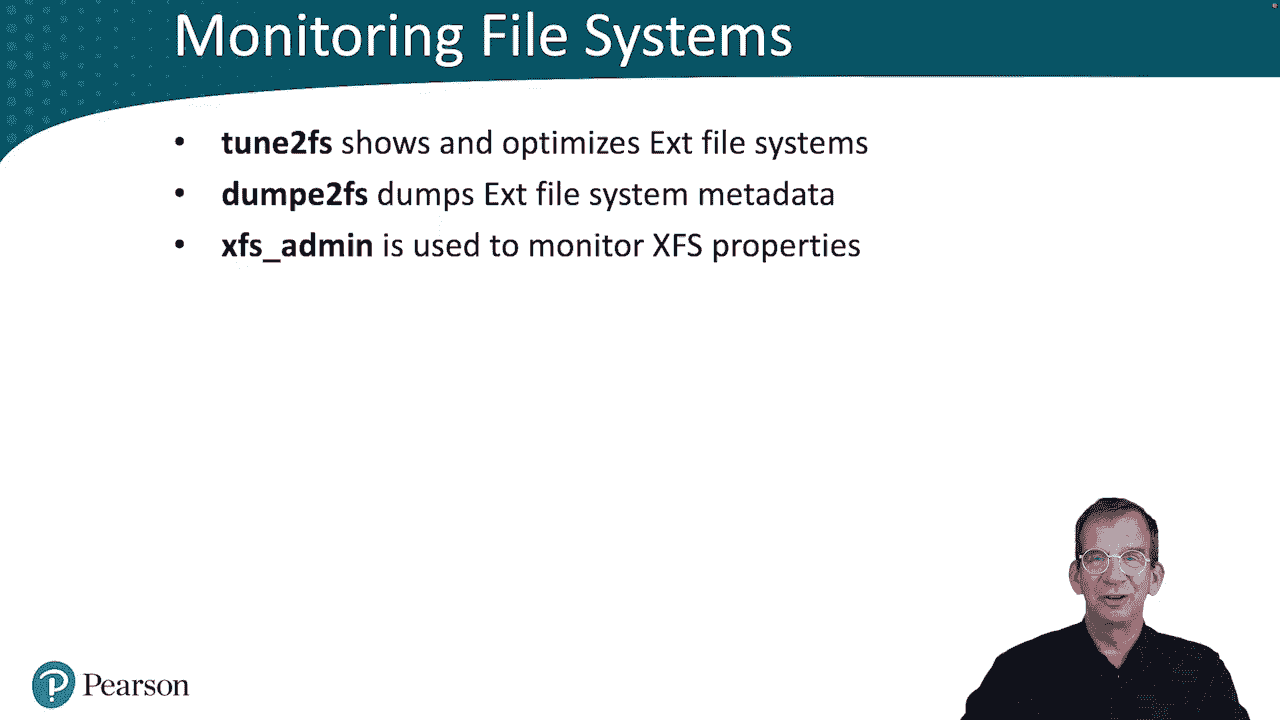 Monitoring File Systems
• tune2fs shows and optimizes Ext file systems
• dumpe2fs dumps Ext file system metadata
• xfs_admin is used to monitor XFS properties
Pearson